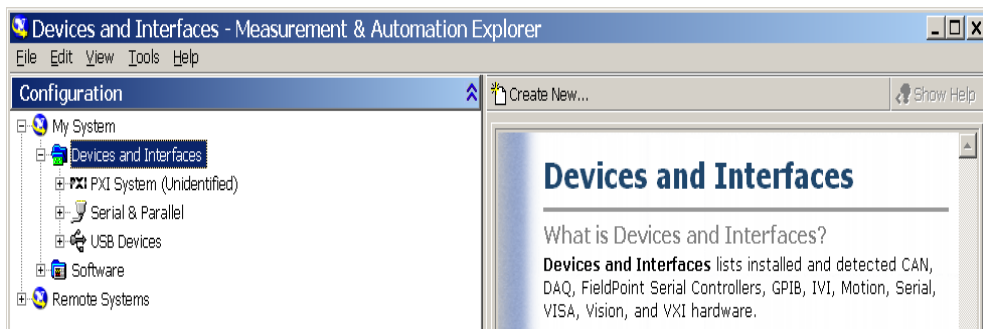 Devices and Interfaces - Measurement & Automation Explorer
File Edit View Tools Help
Configuration
Create New...
Show Help
My System
Devices and Interfaces
PXI PXI System (Unidentified)
Serial & Parallel
USB Devices
Software
Remote Systems
Devices and Interfaces
What is Devices and Interfaces?
Devices and Interfaces lists installed and detected CAN,
DAQ, FieldPoint Serial Controllers, GPIB, IVI, Motion, Serial,
VISA, Vision, and VXI hardware.